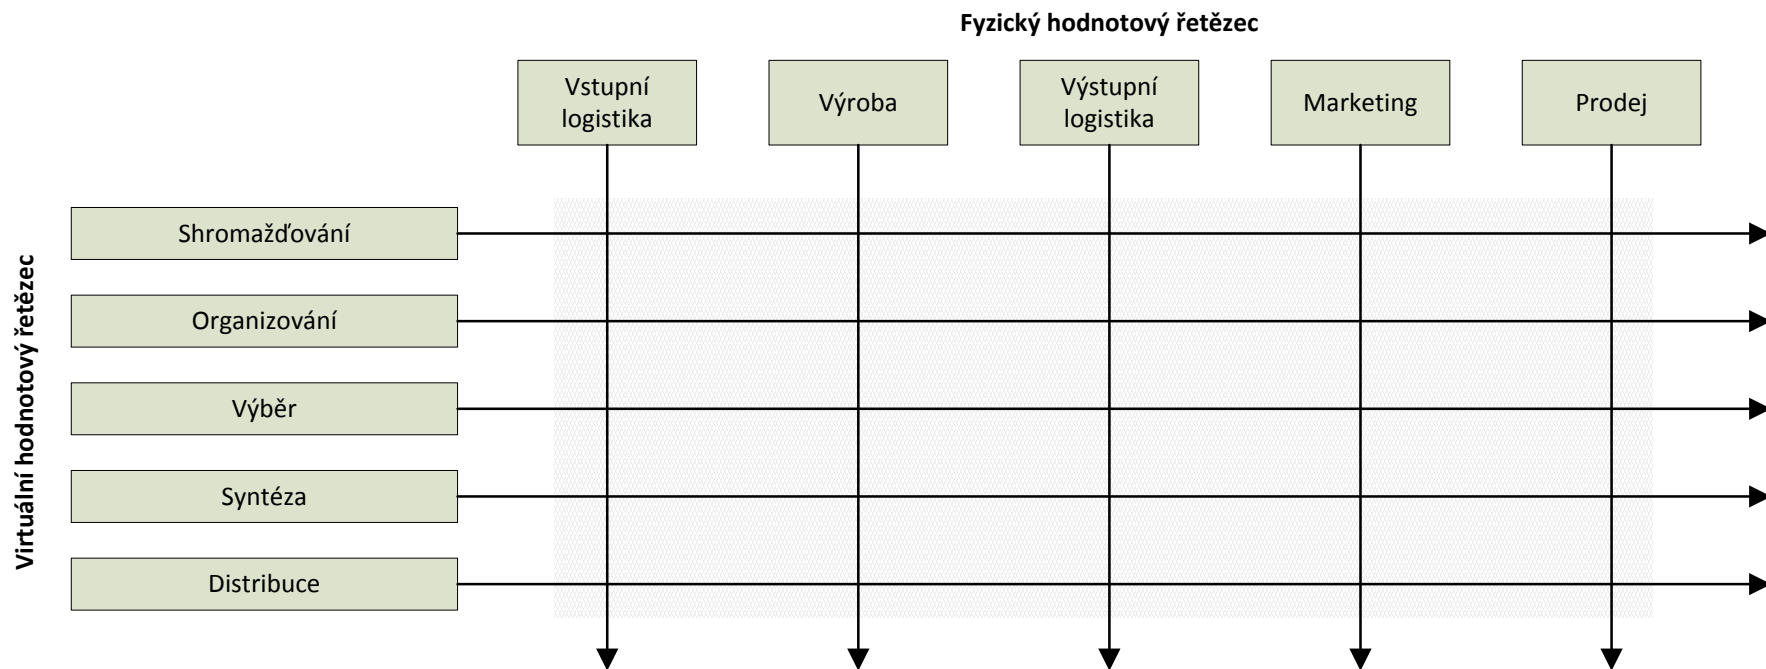 Fyzický hodnotový řetězec
Vstupní
logistika
Výroba
Výstupní
logistika
Marketing
Prodej
Virtuální hodnotový řetězec
Shromažďování
Organizování
Výběr
Syntéza
Distribuce